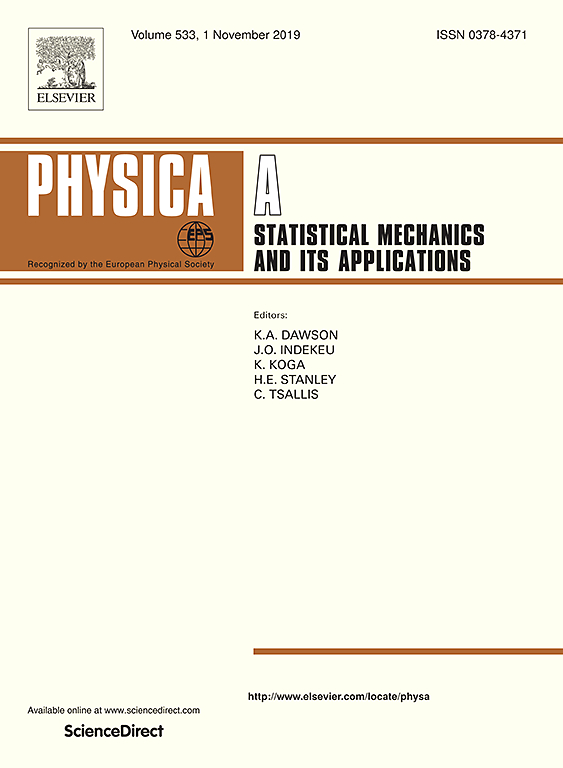 Volume 533, 1 November 2019
ISSN 0378-4371
ELSEVIER
PHYSICA A
EPS
Recognized by the European Physical Society
STATISTICAL MECHANICS
AND ITS APPLICATIONS
Editors:
K.A. DAWSON
J.O. INDEKEU
K. KOGA
H.E. STANLEY
C. TSALLIS
http://www.elsevier.com/locate/physa
Available online at www.sciencedirect.com
ScienceDirect